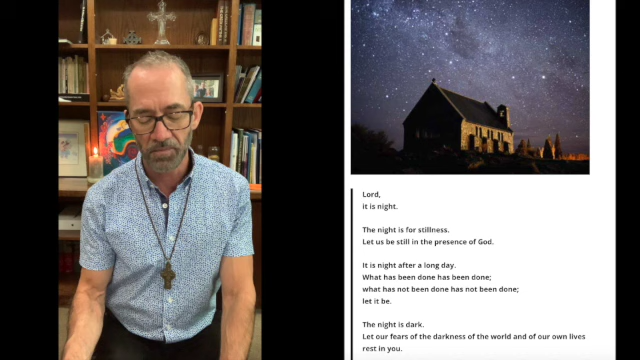 Lord,
it is night.
The night is for stillness.
Let us be still in the presence of God.
It is night after a long day.
What has been done has been done;
what has not been done has not been done;
let it be.
The night is dark.
Let our fears of the darkness of the world and of our own lives
rest in you.